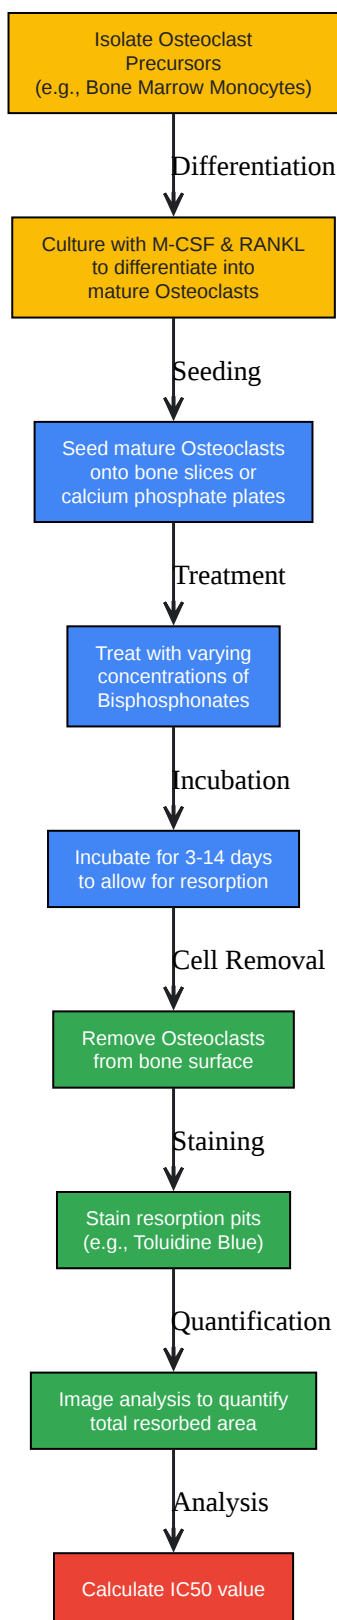 Isolate Osteoclast
Precursors
(e.g., Bone Marrow Monocytes)
Differentiation
Culture with M-CSF & RANKL
to differentiate into
mature Osteoclasts
Seeding
Seed mature Osteoclasts
onto bone slices or
calcium phosphate plates
Treatment
Treat with varying
concentrations of
Bisphosphonates
Incubation
Incubate for 3-14 days
to allow for resorption
Cell Removal
Remove Osteoclasts
from bone surface
Staining
Stain resorption pits
(e.g., Toluidine Blue)
Quantification
Image analysis to quantify
total resorbed area
Analysis
Calculate IC50 value